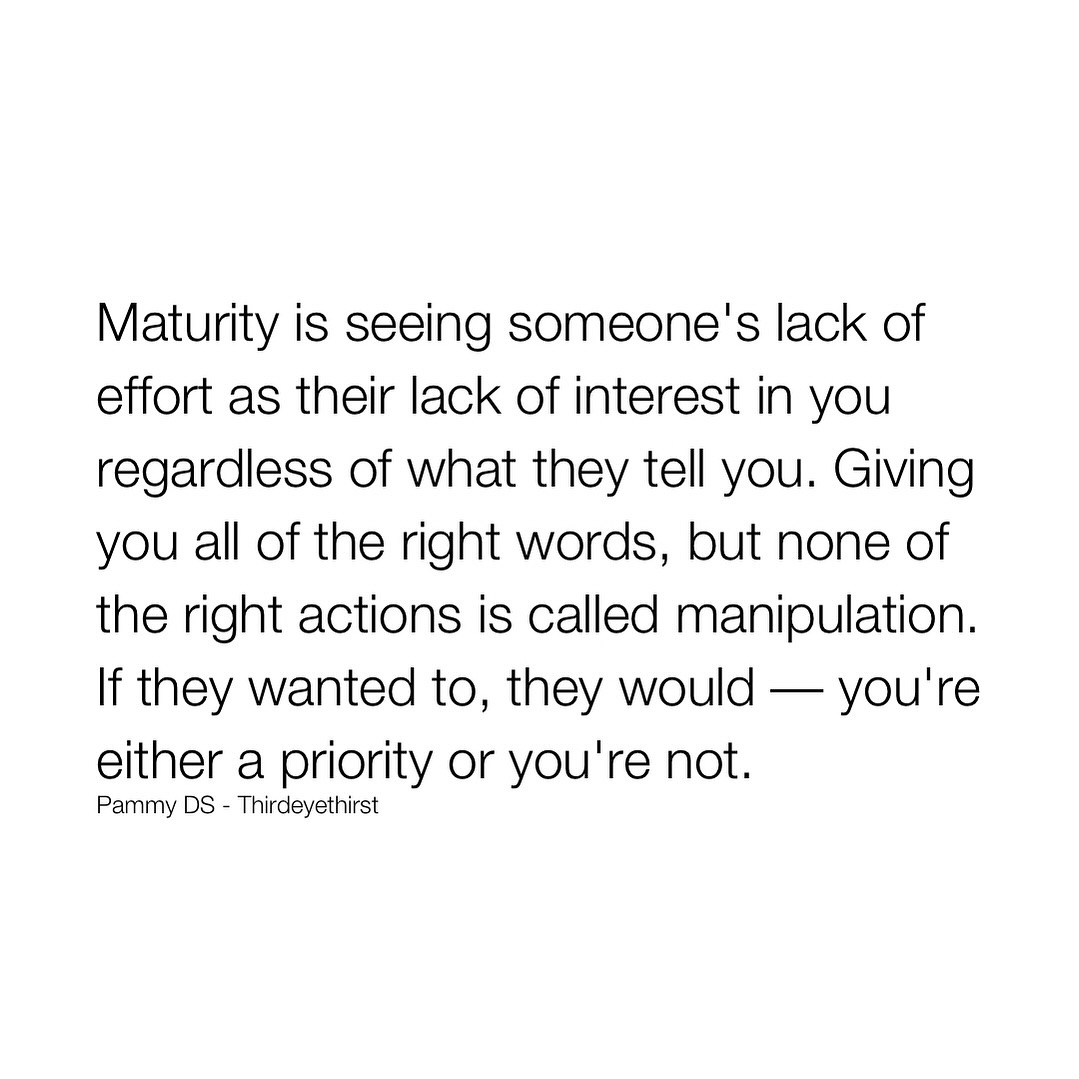 Maturity is seeing someone's lack of
effort as their lack of interest in you
regardless of what they tell you. Giving
you all of the right words, but none of
the right actions is called manipulation.
If they wanted to, they would — you're
either a priority or you're not.
Pammy DS - Thirdeyethirst